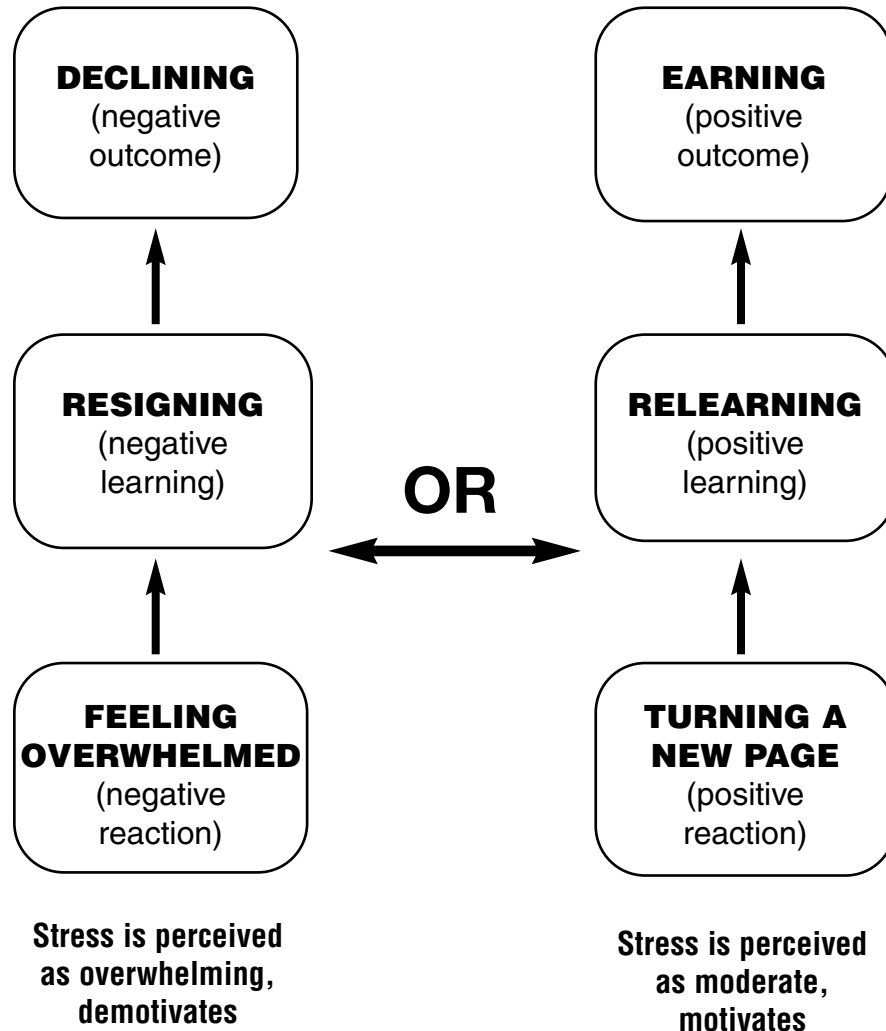 DECLINING
(negative
outcome)
EARNING
(positive
outcome)
RESIGNING
(negative
learning)
OR
RELEARNING
(positive
learning)
FEELING
OVERWHELMED
(negative
reaction)
TURNING A
NEW PAGE
(positive
reaction)
Stress is perceived
as overwhelming,
demotivates
Stress is perceived
as moderate,
motivates